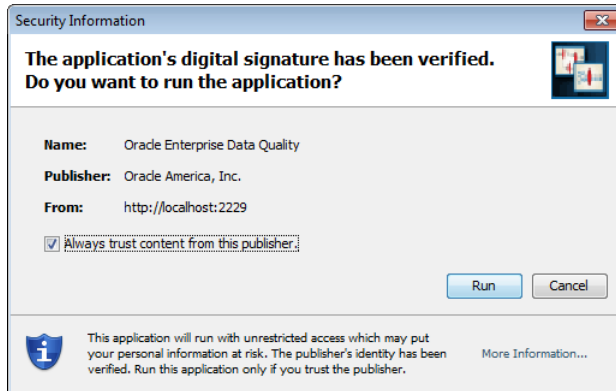 Security Information
The application's digital signature has been verified.
Do you want to run the application?
Name: Oracle Enterprise Data Quality
Publisher: Oracle America, Inc.
From: http://localhost:2229
Always trust content from this publisher.
Run Cancel
This application will run with unrestricted access which may put
your personal information at risk. The publisher's identity has been
verified. Run this application only if you trust the publisher.
More Information...